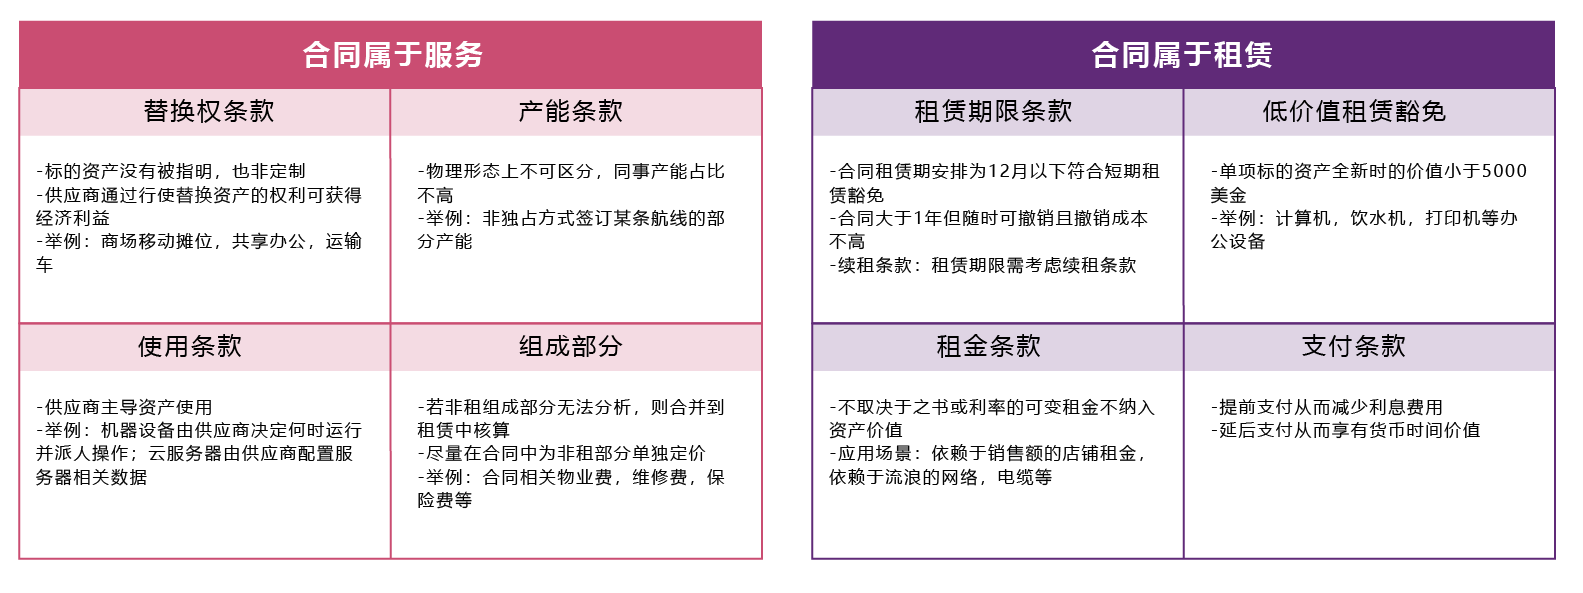 合同属于服务
替换权条款
-标的资产没有被指明，也非定制
-供应商通过行使替换资产的权利可获得
经济利益
-举例：商场移动摊位，共享办公，运输
车
产能条款
-物理形态上不可区分，同事产能占比
不高
-举例：非独占方式签订某条航线的部
分产能
使用条款
-供应商主导资产使用
-举例：机器设备由供应商决定何时运行
并派人操作；云服务器由供应商配置服
务器相关数据
组成部分
-若非租组成部分无法分析，则合并到
租赁中核算
-尽量在合同中为非租部分单独定价
-举例：合同相关物业费，维修费，保
险费等
合同属于租赁
租赁期限条款
-合同租赁期安排为12月以下符合短期租
赁豁免
-合同大于1年但随时可撤销且撤销成本
不高
-续租条款：租赁期限需考虑续租条款
低价值租赁豁免
-单项标的资产全新时的价值小于5000
美金
-举例：计算机，饮水机，打印机等办
公设备
租金条款
-不取决于之书或利率的可变租金不纳入
资产价值
-应用场景：依赖于销售额的店铺租金，
依赖于流浪的网络，电缆等
支付条款
-提前支付从而减少利息费用
-延后支付从而享有货币时间价值